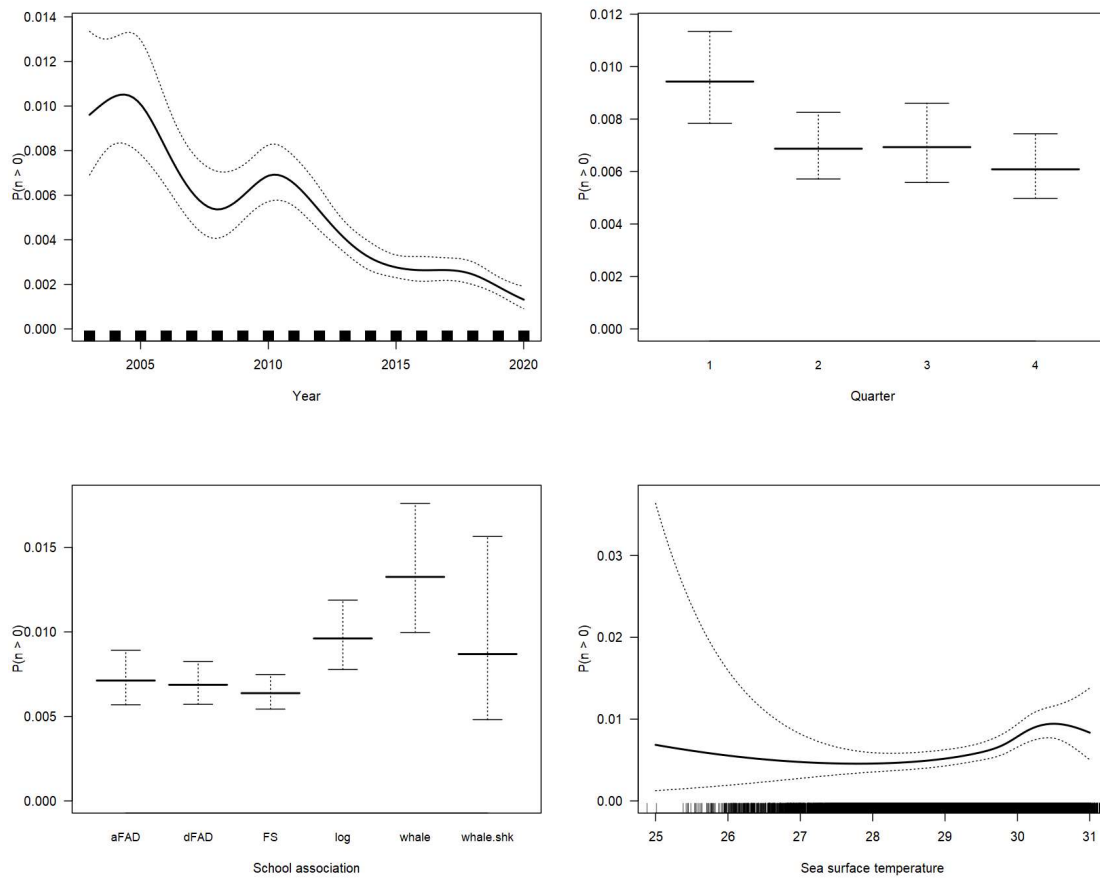 P(n > 0)
0.014
0.012
0.010
0.008
0.006
0.004
0.002
0.000
2005 2010 2015 2020
Year
P(n > 0)
0.012
0.010
0.008
0.006
0.004
0.002
0.000
1 2 3 4
Quarter
P(n > 0)
0.015
0.010
0.005
0.000
aFAD dFAD FS log whale whale.shk
School association
P(n > 0)
0.03
0.02
0.01
0.00
25 26 27 28 29 30 31
Sea surface temperature